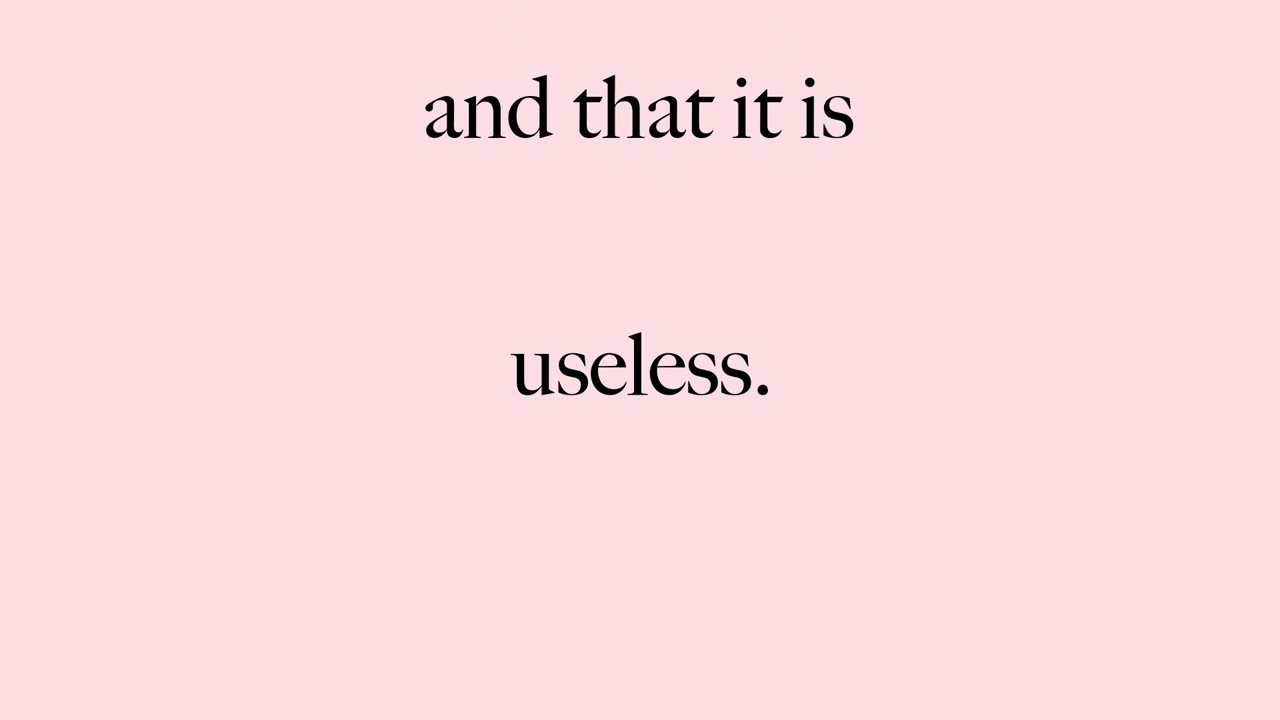 and that it is
useless.